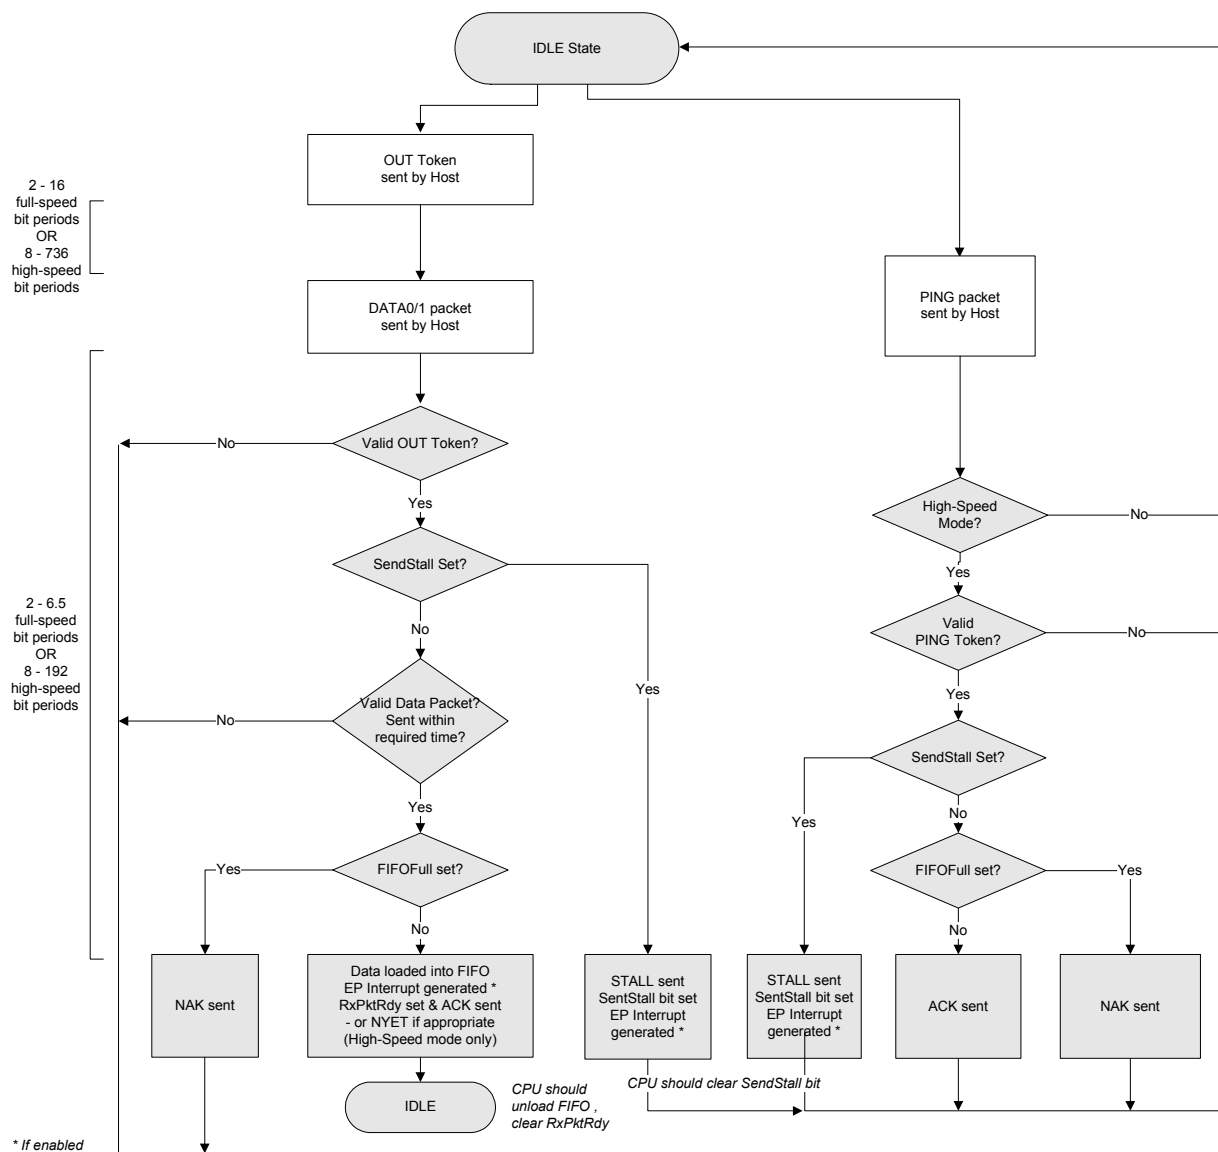 IDLE State
OUT Token
sent by Host
2 - 16
full-speed
bit periods
OR
8 - 736
high-speed
bit periods
DATA0/1 packet
sent by Host
PING packet
sent by Host
Valid OUT Token?
No
Yes
High-Speed
Mode?
No
Yes
SendStall Set?
No
Yes
2 - 6.5
full-speed
bit periods
OR
8 - 192
high-speed
bit periods
Valid
PING Token?
No
Yes
Valid Data Packet?
Sent within
required time?
No
Yes
SendStall Set?
Yes
No
FIFOFull set?
Yes
No
FIFOFull set?
Yes
No
NAK sent
Data loaded into FIFO
EP Interrupt generated *
RxPktRdy set & ACK sent
- or NYET if appropriate
(High-Speed mode only)
STALL sent
SentStall bit set
EP Interrupt
generated *
STALL sent
SentStall bit set
EP Interrupt
generated *
ACK sent
NAK sent
IDLE
CPU should
unload FIFO ,
clear RxPktRdy
CPU should clear SendStall bit
* If enabled